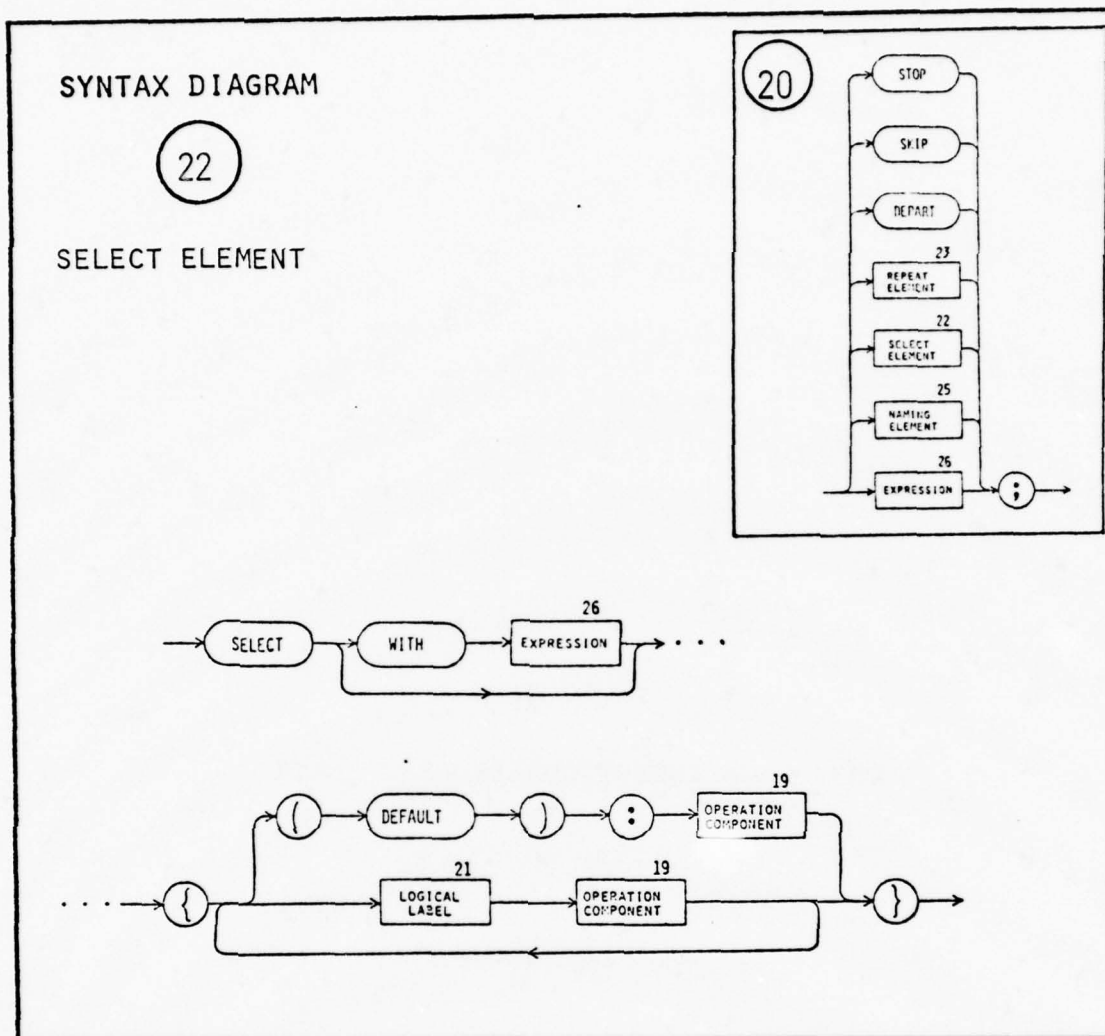 SYNTAX DIAGRAM
22
SELECT ELEMENT
20
STOP
SKIP
DEPART
23
REPEAT
ELEMENT
22
SELECT
ELEMENT
25
NAMING
ELEMENT
26
EXPRESSION
;
26
SELECT
WITH
EXPRESSION
. . .
19
(
DEFAULT
)
:
OPERATION
COMPONENT
21
19
. . . .
{
LOGICAL
LABEL
OPERATION
COMPONENT
}